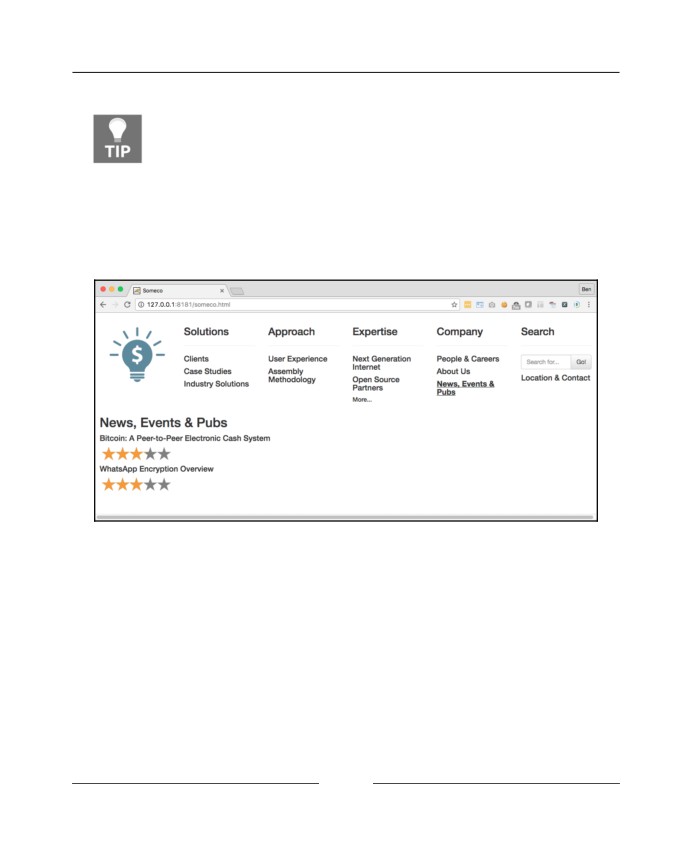 TIP
Someco
Ben
127.0.0.1:8181/someco.html
Solutions
Approach
Expertise
Company
Search
Clients
Case Studies
Industry Solutions
User Experience
Assembly
Methodology
Next Generation
Internet
Open Source
Partners
More...
People & Careers
About Us
News, Events &
Pubs
Search for...
Go!
Location & Contact
News, Events & Pubs
Bitcoin: A Peer-to-Peer Electronic Cash System
WhatsApp Encryption Overview